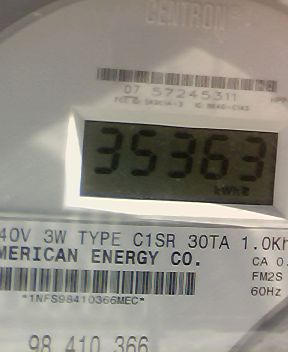 CENTRON
07 57245311
35363
kWh
40V 3W TYPE C1SR 30TA 1.0Kh
MERICAN ENERGY CO.
CA 0.
FM2S
60Hz
*1NFS98410366MEC*
98 410 366